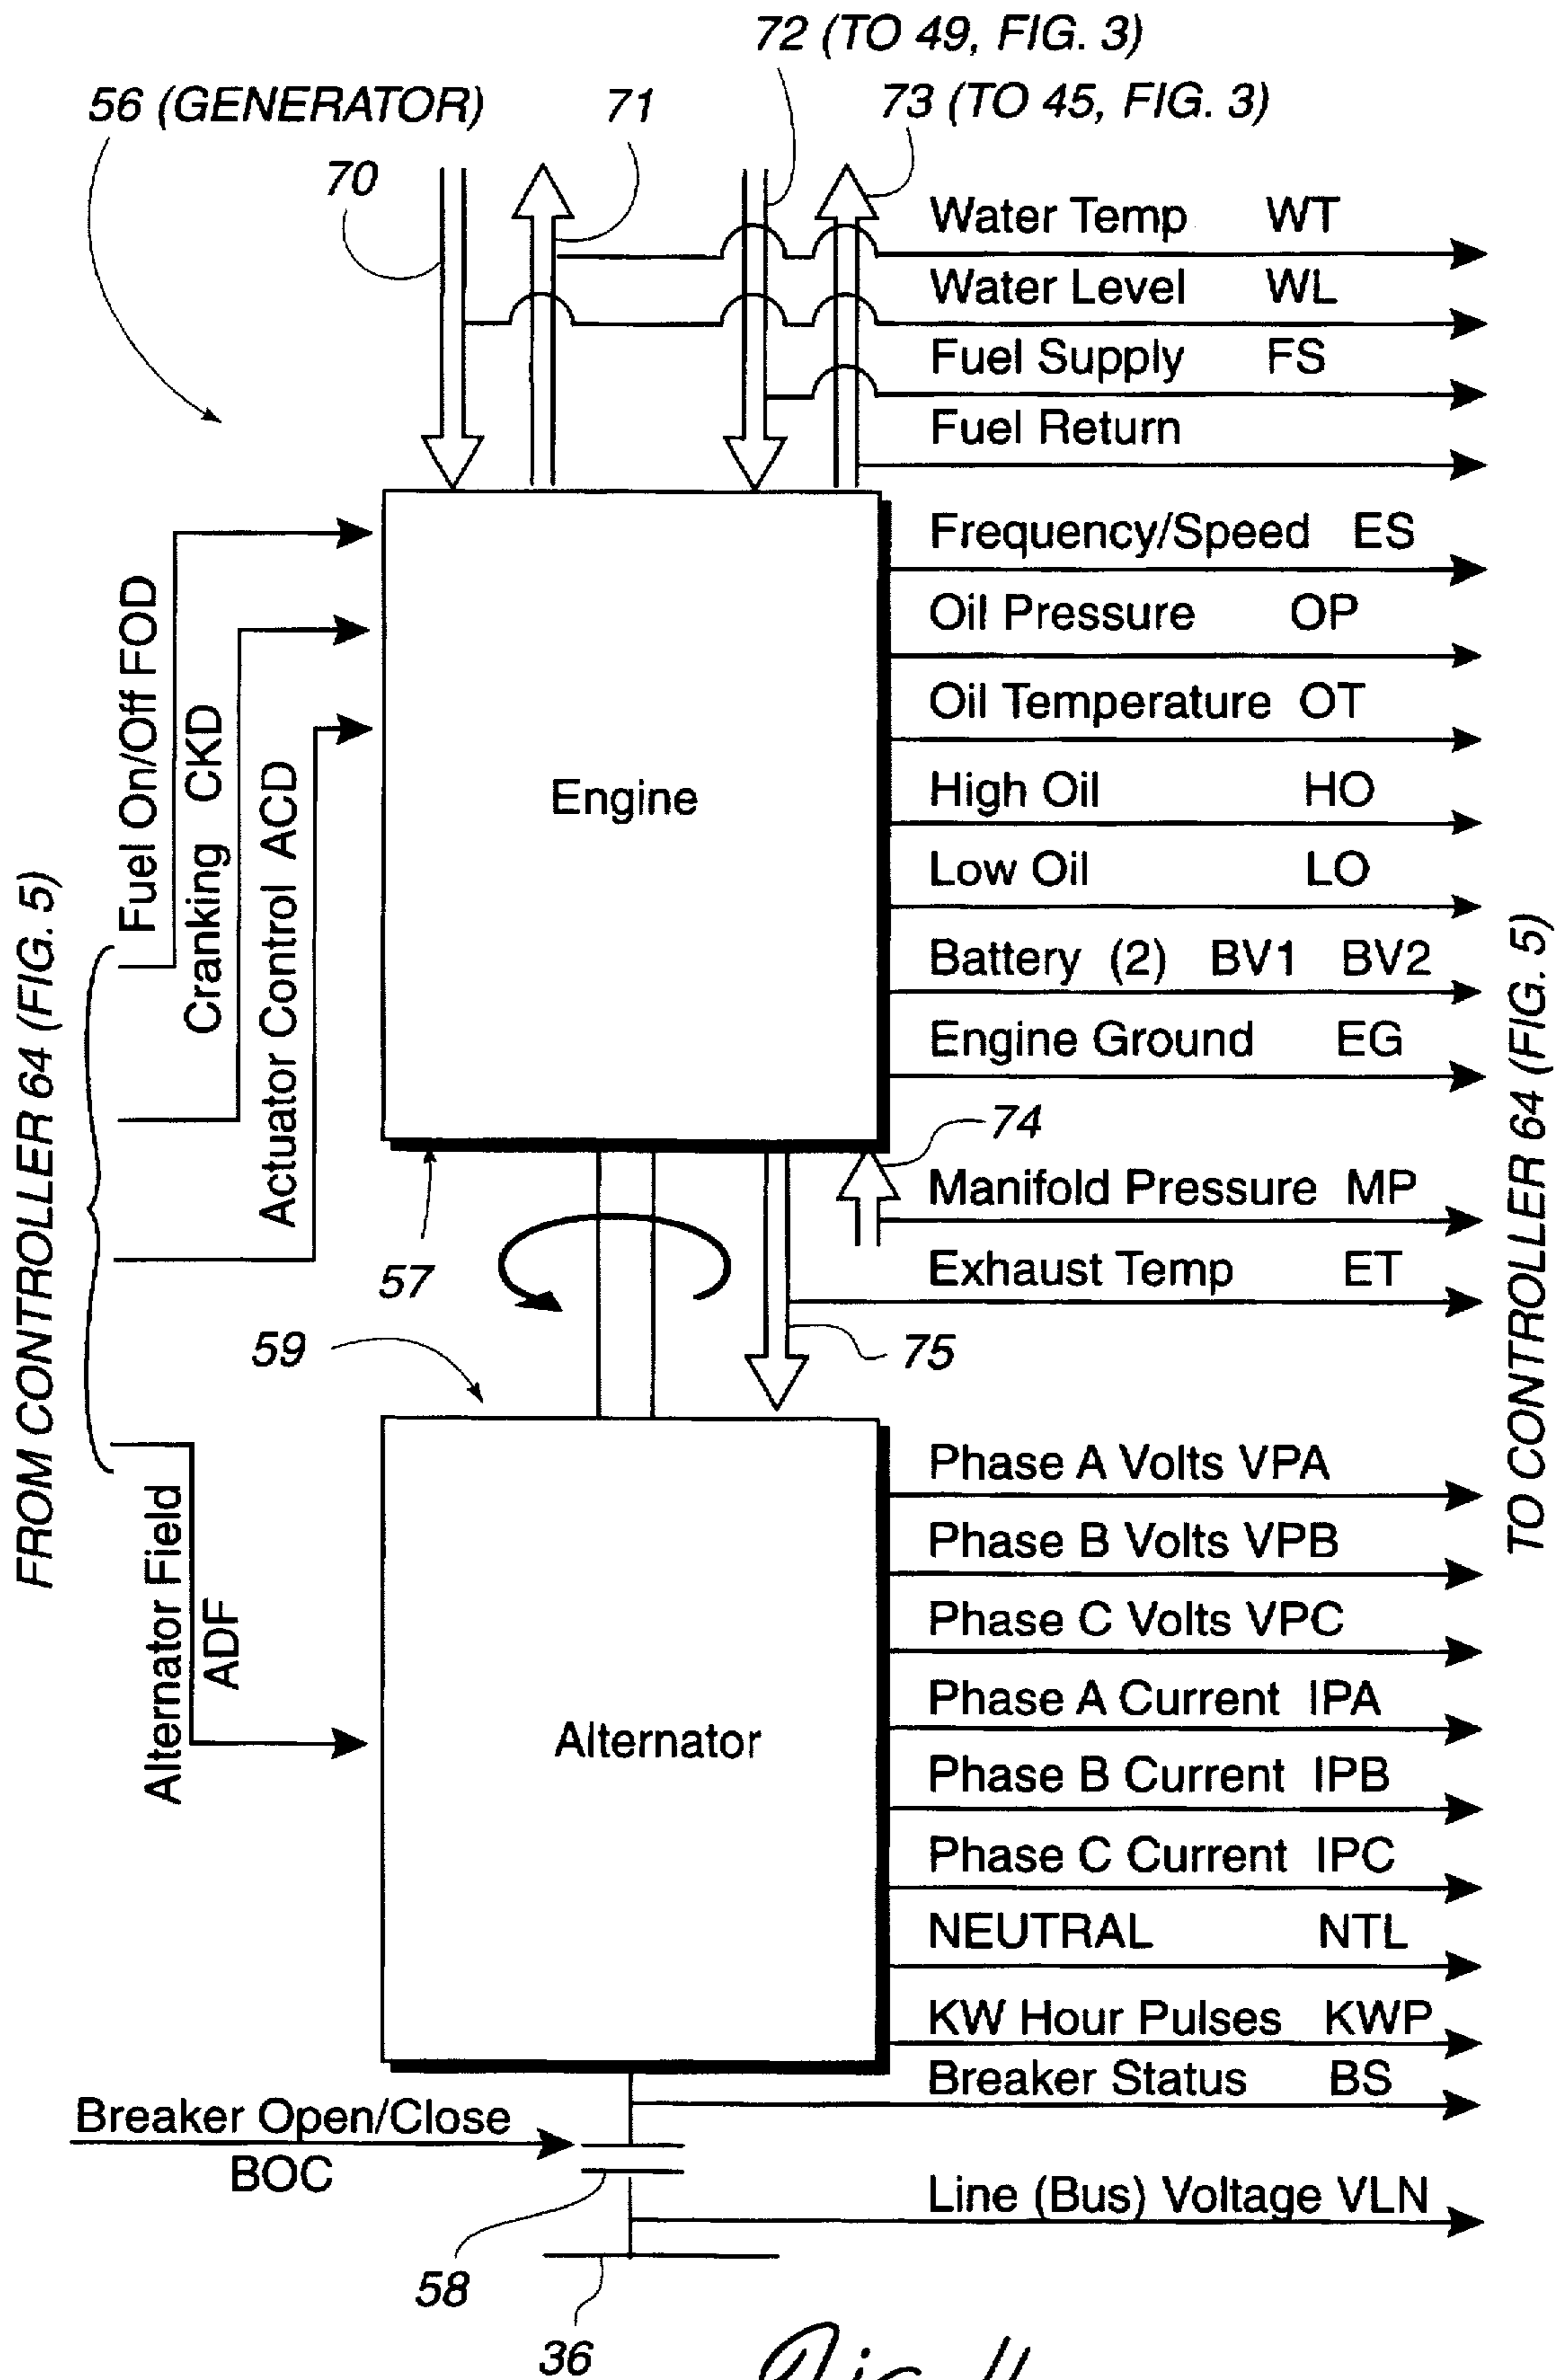 72 (TO 49, FIG. 3)
56 (GENERATOR)
71
73 (TO 45, FIG. 3)
70
Water Temp WT
Water Level WL
Fuel Supply FS
Fuel Return
Frequency/Speed ES
Oil Pressure OP
Oil Temperature OT
High Oil HO
Low Oil LO
Battery (2) BV1 BV2
Engine Ground EG
Engine
Fuel On/Off FOD
Cranking CKD
Actuator Control ACD
FROM CONTROLLER 64 (FIG. 5)
TO CONTROLLER 64 (FIG. 5)
74
Manifold Pressure MP
Exhaust Temp ET
57
59
75
Phase A Volts VPA
Phase B Volts VPB
Phase C Volts VPC
Phase A Current IPA
Phase B Current IPB
Phase C Current IPC
NEUTRAL NTL
KW Hour Pulses KWP
Breaker Status BS
Alternator Field
ADF
Alternator
Breaker Open/Close
BOC
Line (Bus) Voltage VLN
58
36